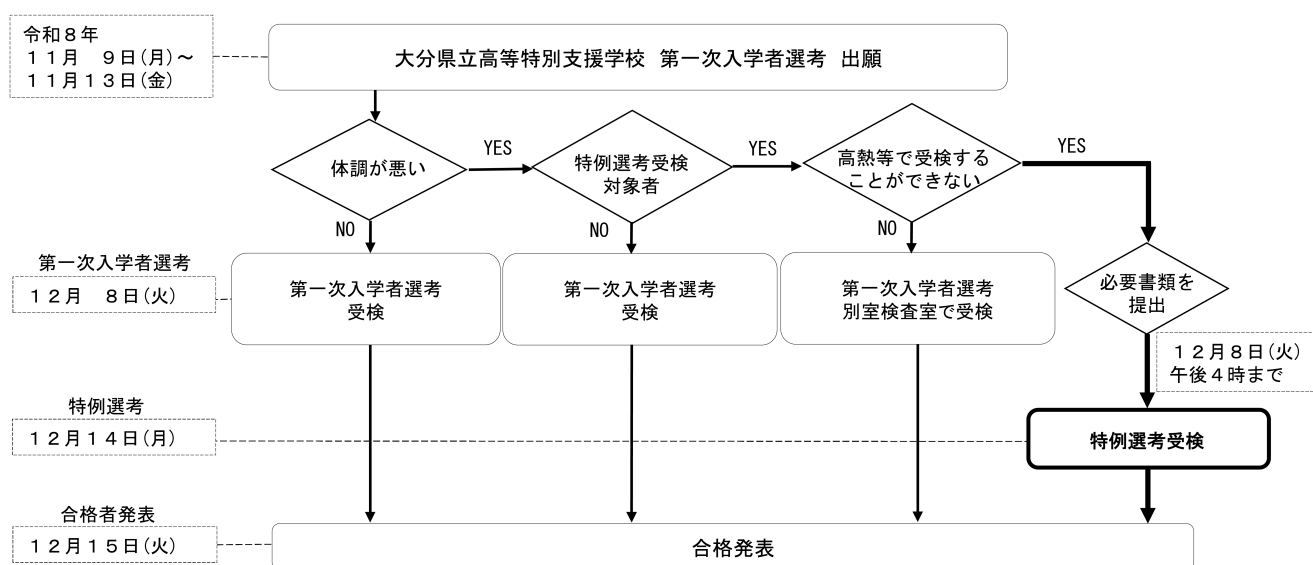 令和８年
１１月　９日(月)～
１１月１３日(金)
大分県立高等特別支援学校　第一次入学者選考　出願
体調が悪い
YES
特例選考受検
対象者
YES
高熱等で受検する
ことができない
YES
NO
NO
NO
第一次入学者選考
１２月　８日(火)
第一次入学者選考
受検
第一次入学者選考
受検
第一次入学者選考
別室検査室で受検
必要書類を
提出
１２月８日(火)
午後４時まで
特例選考
１２月１４日(月)
特例選考受検
合格者発表
１２月１５日(火)
合格発表